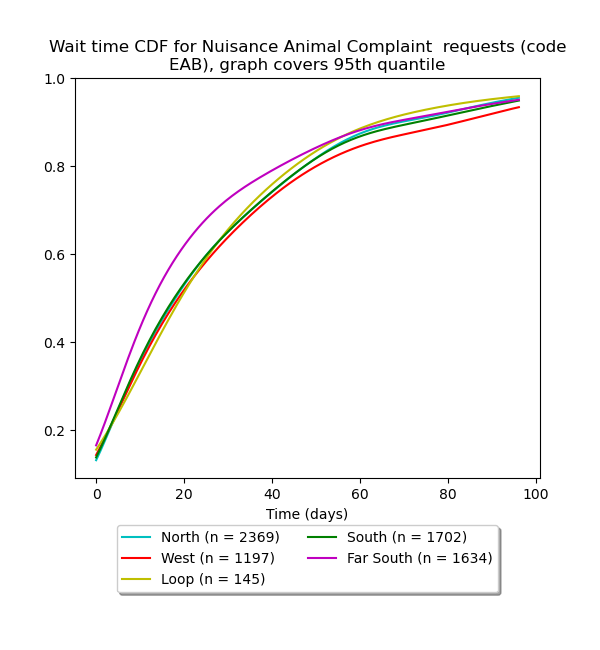 Wait time CDF for Nuisance Animal Complaint  requests (code
EAB), graph covers 95th quantile
1.0
0.8
0.6
0.4
0.2
0 20 40 60 80 100
Time (days)
North (n = 2369) South (n = 1702)
West (n = 1197) Far South (n = 1634)
Loop (n = 145)